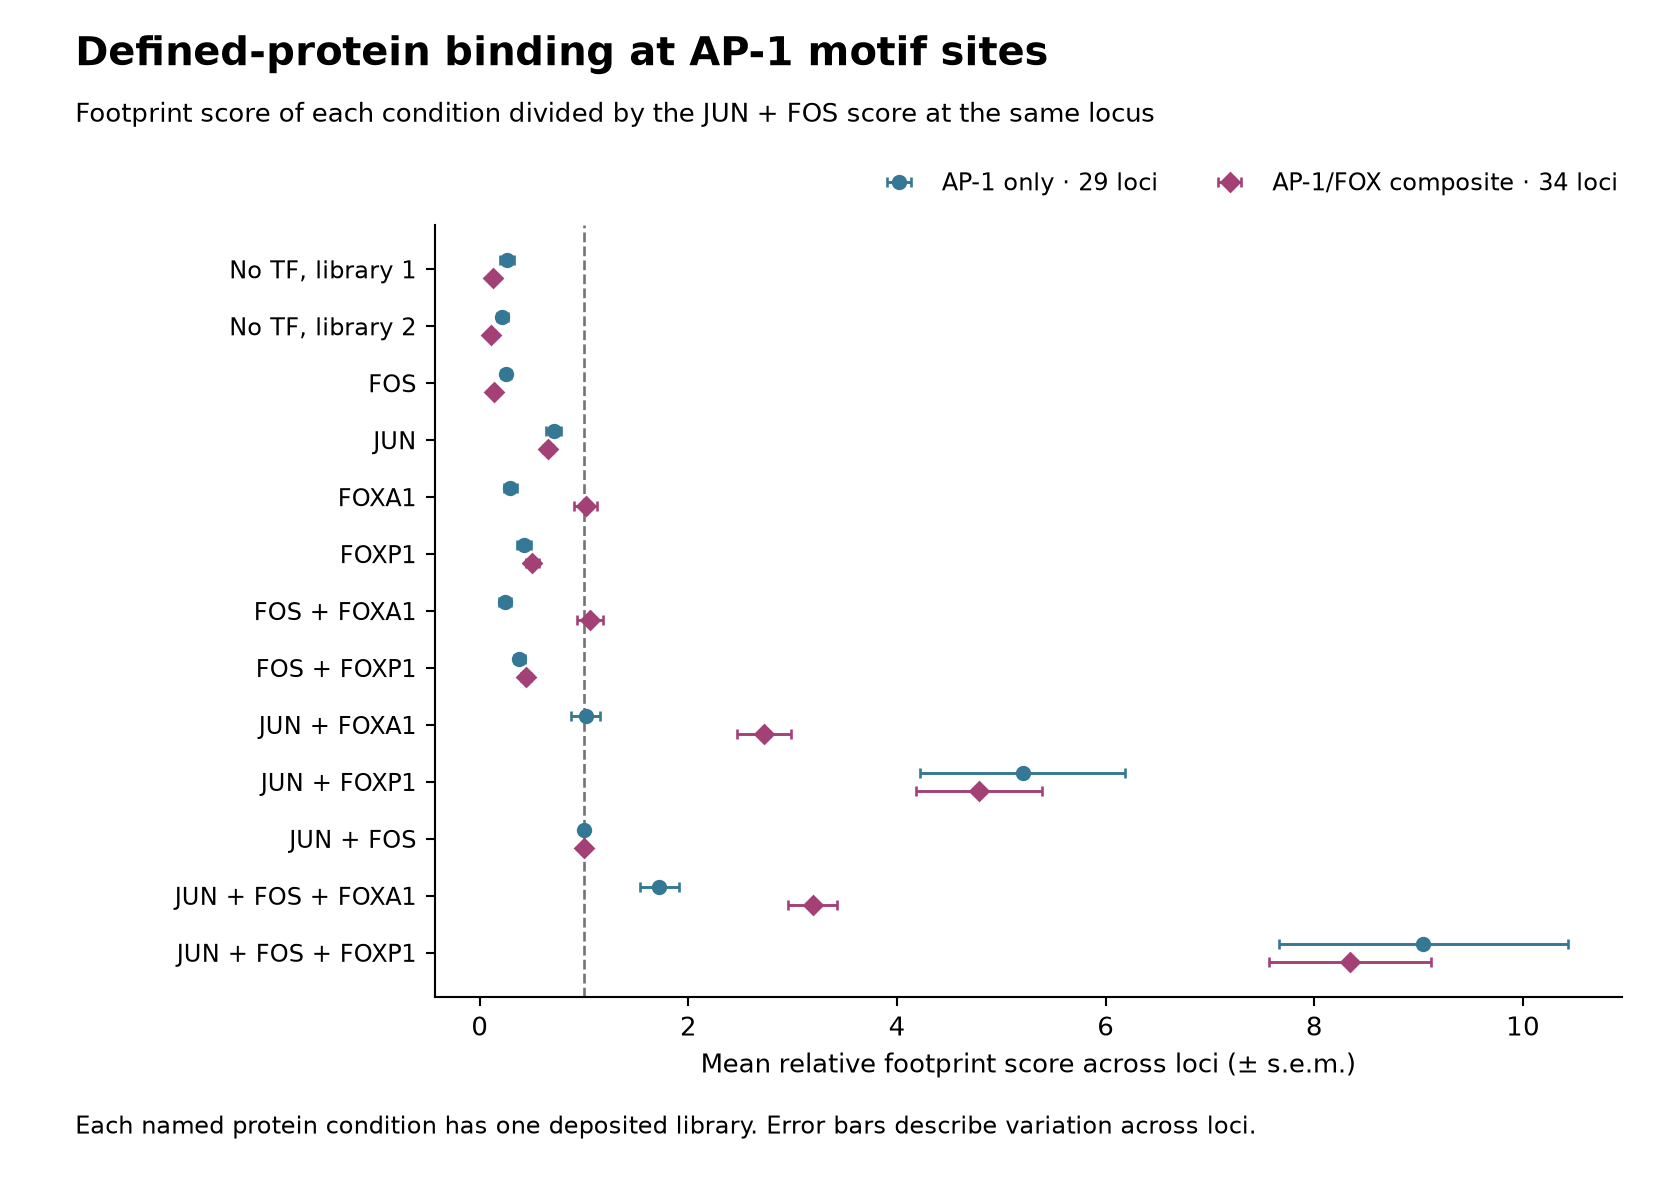 Defined-protein binding at AP-1 motif sites
Footprint score of each condition divided by the JUN + FOS score at the same locus
AP-1 only · 29 loci
AP-1/FOX composite · 34 loci
No TF, library 1
No TF, library 2
FOS
JUN
FOXA1
FOXP1
FOS + FOXA1
FOS + FOXP1
JUN + FOXA1
JUN + FOXP1
JUN + FOS
JUN + FOS + FOXA1
JUN + FOS + FOXP1
0 2 4 6 8 10
Mean relative footprint score across loci (± s.e.m.)
Each named protein condition has one deposited library. Error bars describe variation across loci.